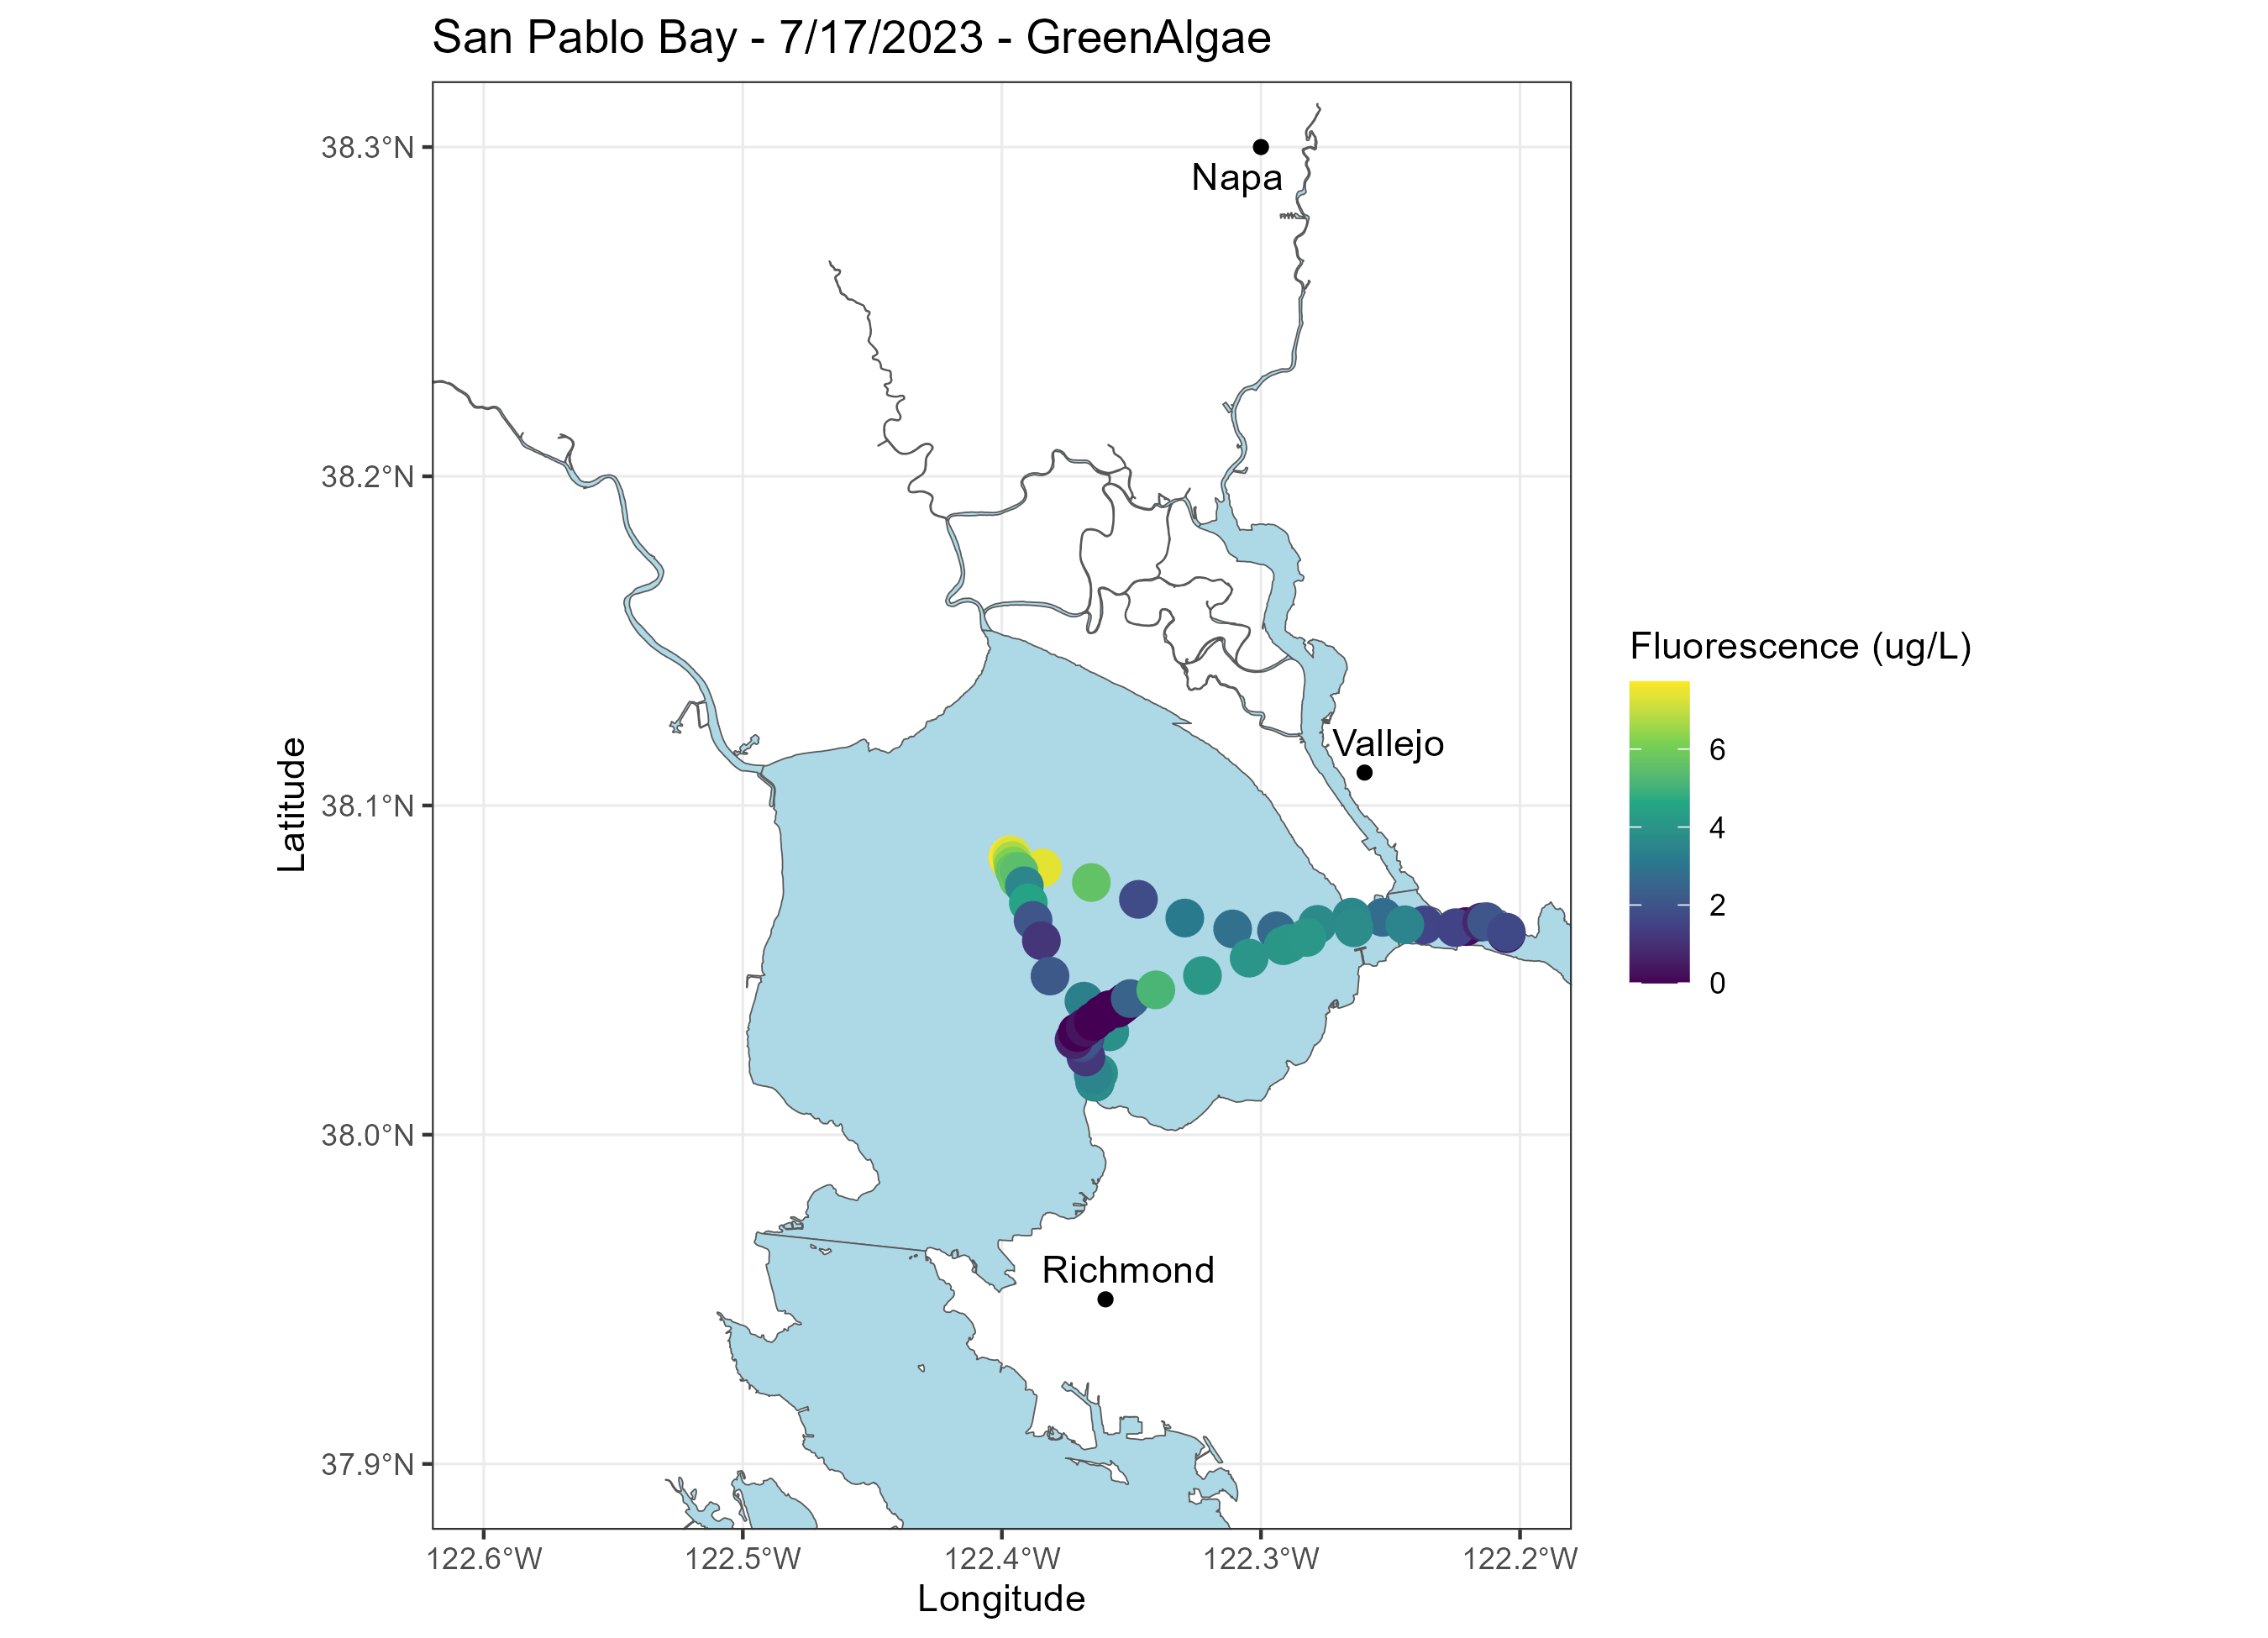 San Pablo Bay - 7/17/2023 - GreenAlgae
38.3°N
Napa
38.2°N
Fluorescence (ug/L)
Vallejo
6
38.1°N
4
2
0
Latitude
38.0°N
Richmond
37.9°N
122.6°W 122.5°W 122.4°W 122.3°W 122.2°W
Longitude